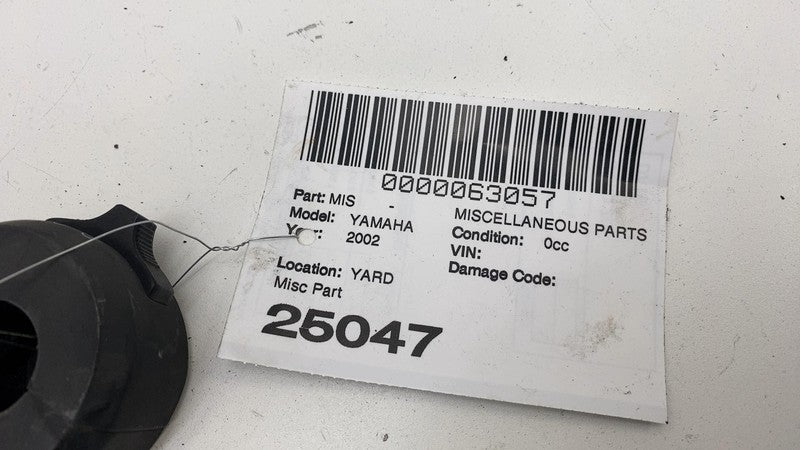 0000063057
Part: MIS - MISCELLANEOUS PARTS
Model: YAMAHA Condition: 0cc
Year: 2002 VIN:
Location: YARD Damage Code:
Misc Part
25047